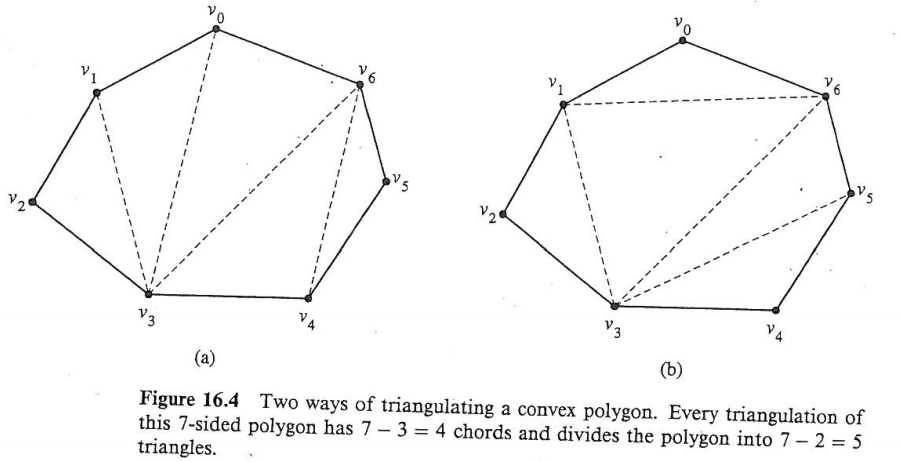 v0
v1
v6
v2
v5
v3
v4
(a)
v0
v1
v6
v2
v5
v3
v4
(b)
Figure 16.4 Two ways of triangulating a convex polygon. Every triangulation of
this 7-sided polygon has 7 − 3 = 4 chords and divides the polygon into 7 − 2 = 5
triangles.